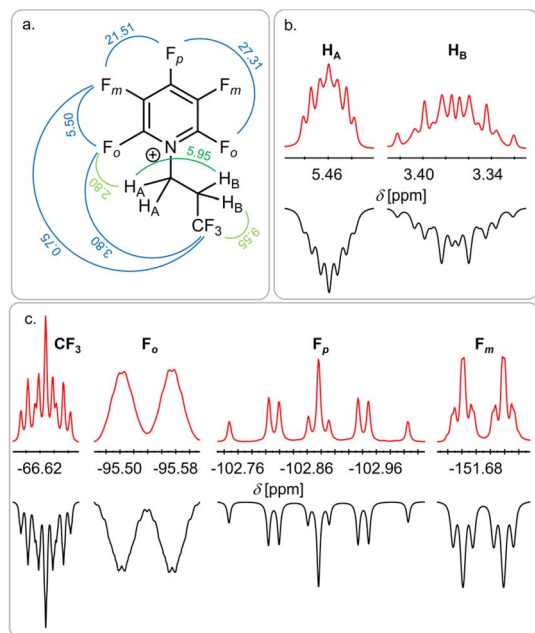 a.
21.51
27.31
F_p
F_m
F_m
5.50
F_o
F_o
N
⊕
5.95
2.80
H_A
H_B
H_A
H_B
0.75
3.80
CF₃
9.55
b.
H_A
H_B
5.46
3.40
3.34
δ [ppm]
c.
CF₃
F_o
F_p
F_m
-66.62
-95.50
-95.58
-102.76
-102.86
-102.96
-151.68
δ [ppm]